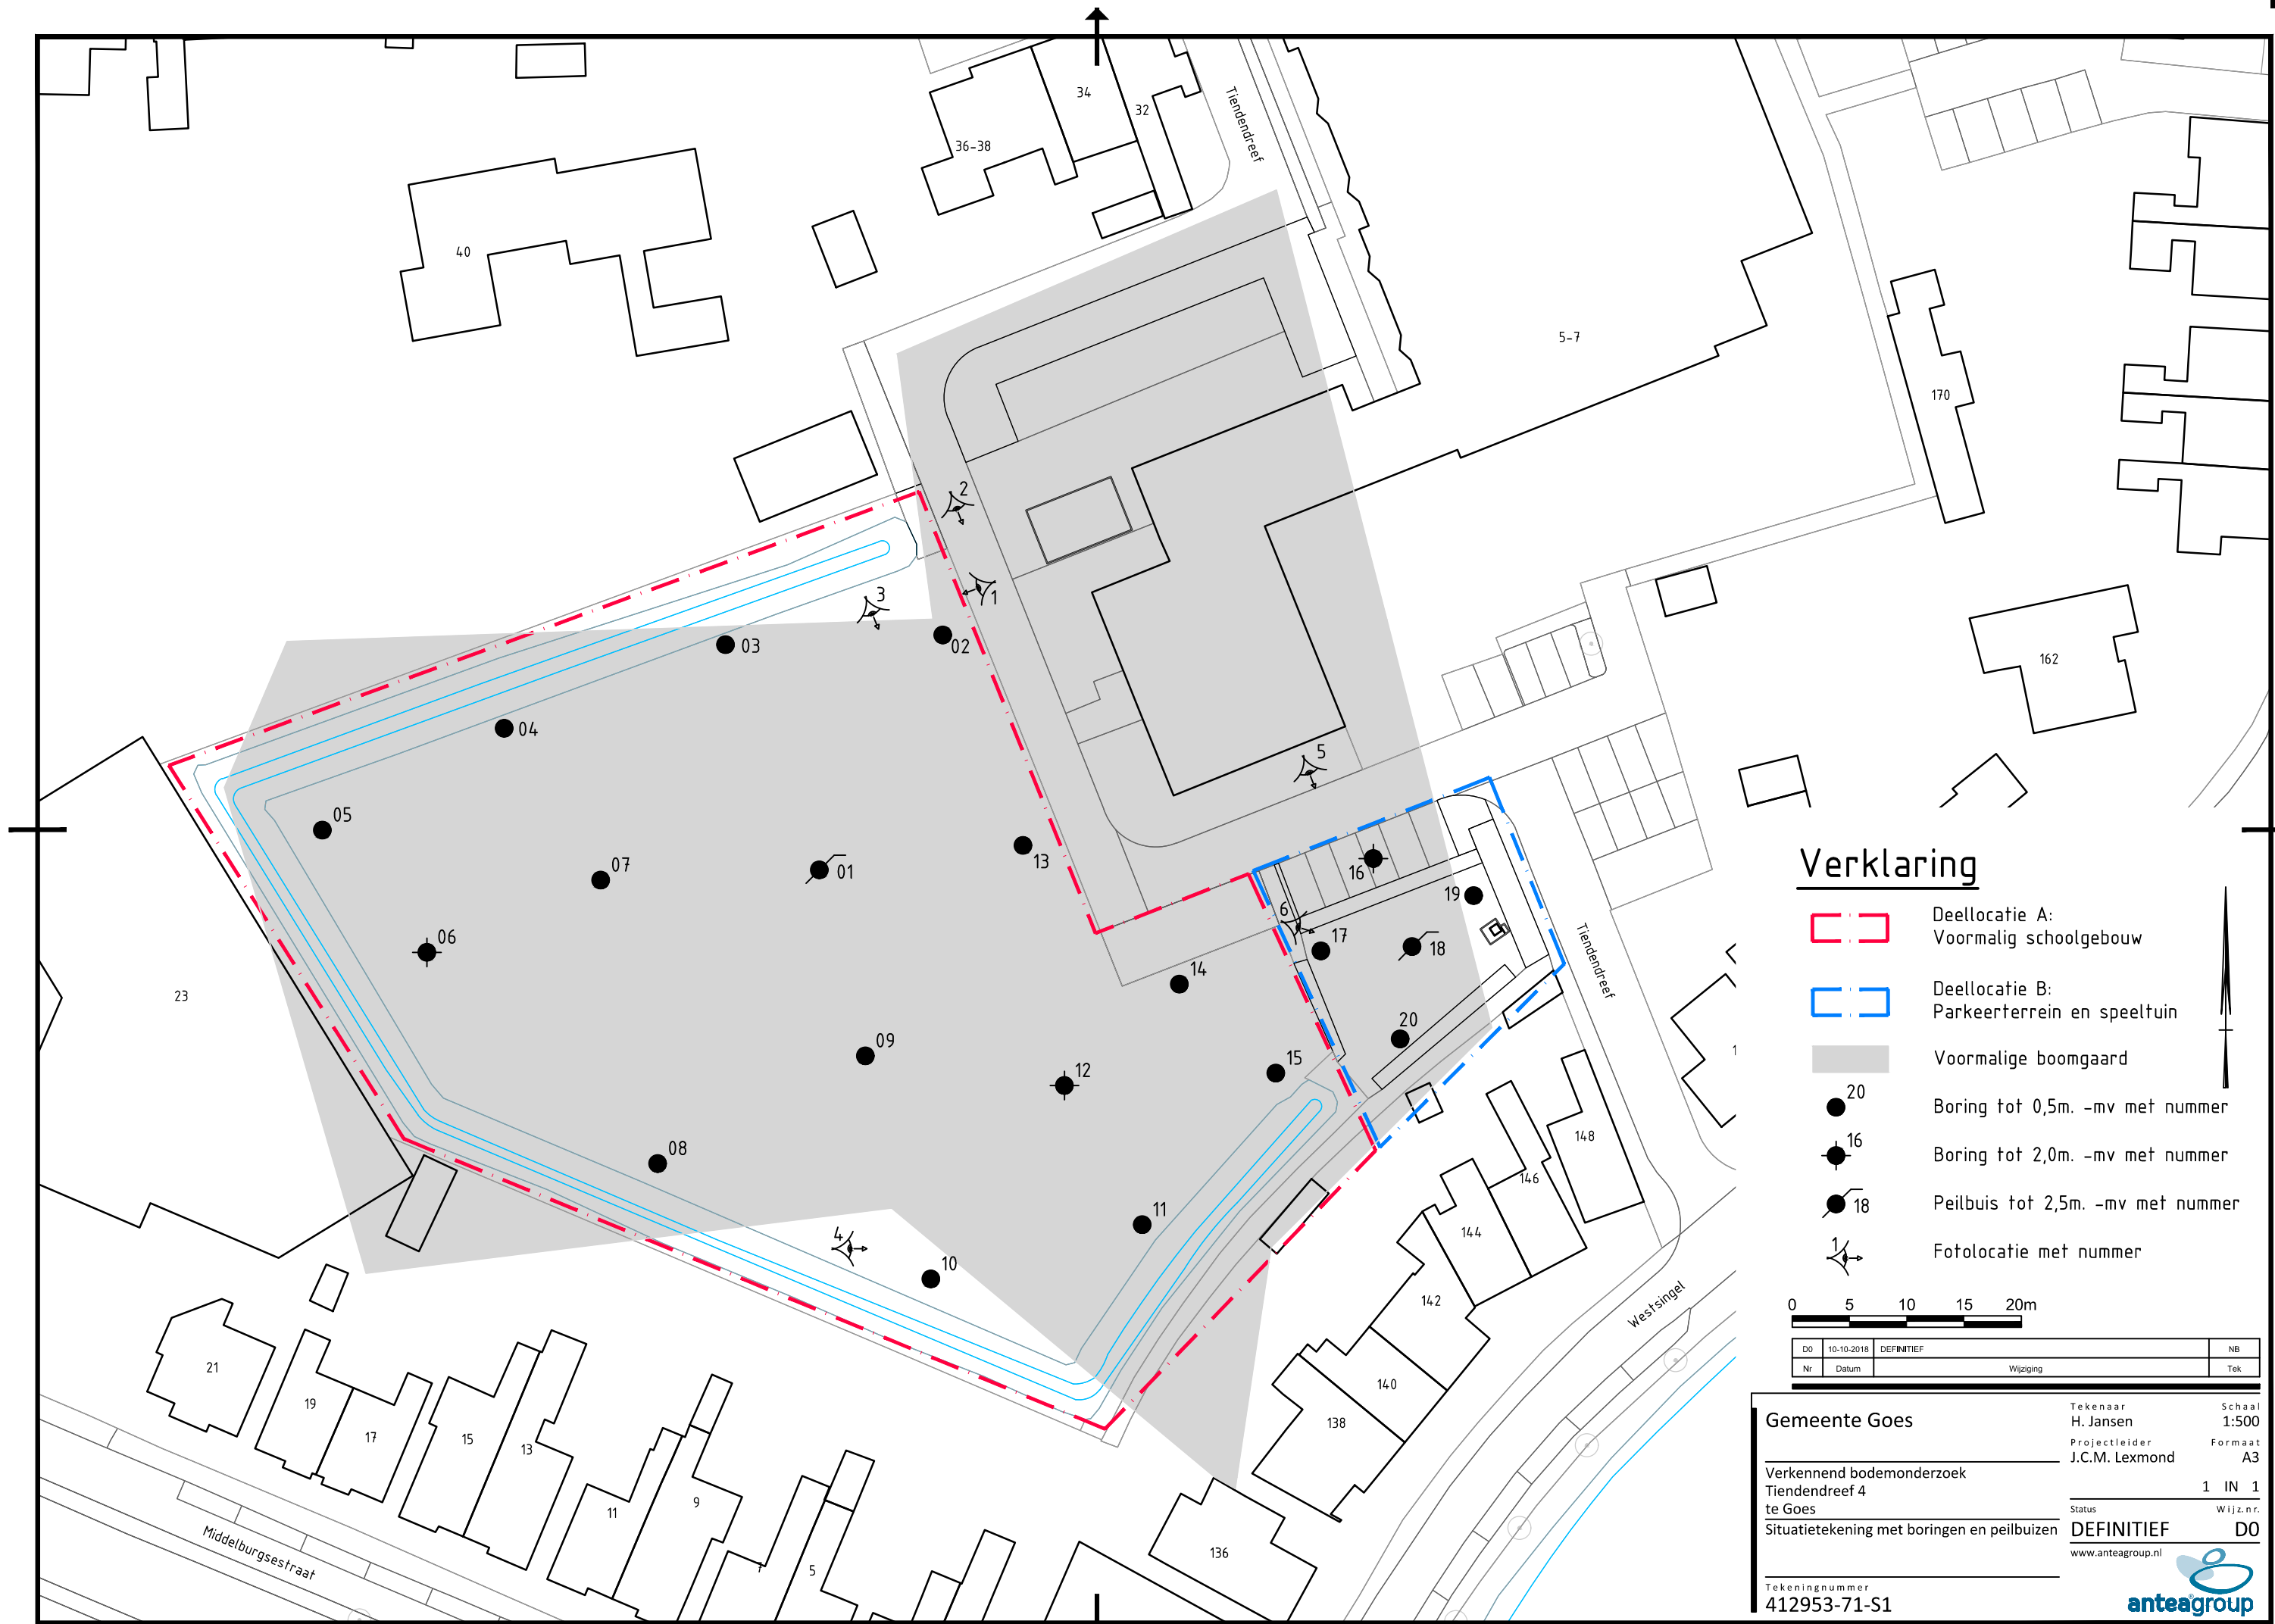 34
32
36-38
Tiendendreef
40
5-7
170
2
3
1
02
03
162
04
5
05
13
07
01
16
19
6
17
18
06
14
Tiendendreef
23
20
09
15
12
08
148
11
146
4
10
144
142
Westsingel
140
138
21
19
17
15
13
9
11
5
136
Middelburgsestraat
Verklaring
Deellocatie A:
Voormalig schoolgebouw
Deellocatie B:
Parkeerterrein en speeltuin
Voormalige boomgaard
20
Boring tot 0,5m. -mv met nummer
16
Boring tot 2,0m. -mv met nummer
18
Peilbuis tot 2,5m. -mv met nummer
1
Fotolocatie met nummer
0 5 10 15 20m
D0 10-10-2018 DEFINITIEF NB
Nr Datum Wijziging Tek
Gemeente Goes
Tekenaar Schaal
H. Jansen 1:500
Projectleider Formaat
J.C.M. Lexmond A3
Verkennend bodemonderzoek
Tiendendreef 4
te Goes
1 IN 1
Status Wijz.nr.
Situatietekening met boringen en peilbuizen
DEFINITIEF D0
www.anteagroup.nl
Tekeningnummer
412953-71-S1
anteagroup